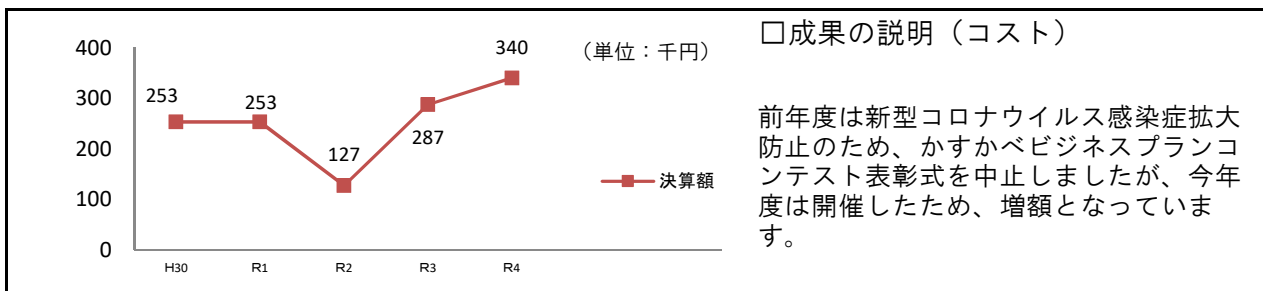 400
300
200
100
0
(単位：千円)
253
253
127
287
340
決算額
H30
R1
R2
R3
R4
□成果の説明（コスト）
前年度は新型コロナウイルス感染症拡大
防止のため、かすかべビジネスプランコ
ンテスト表彰式を中止しましたが、今年
度は開催したため、増額となっていま
す。